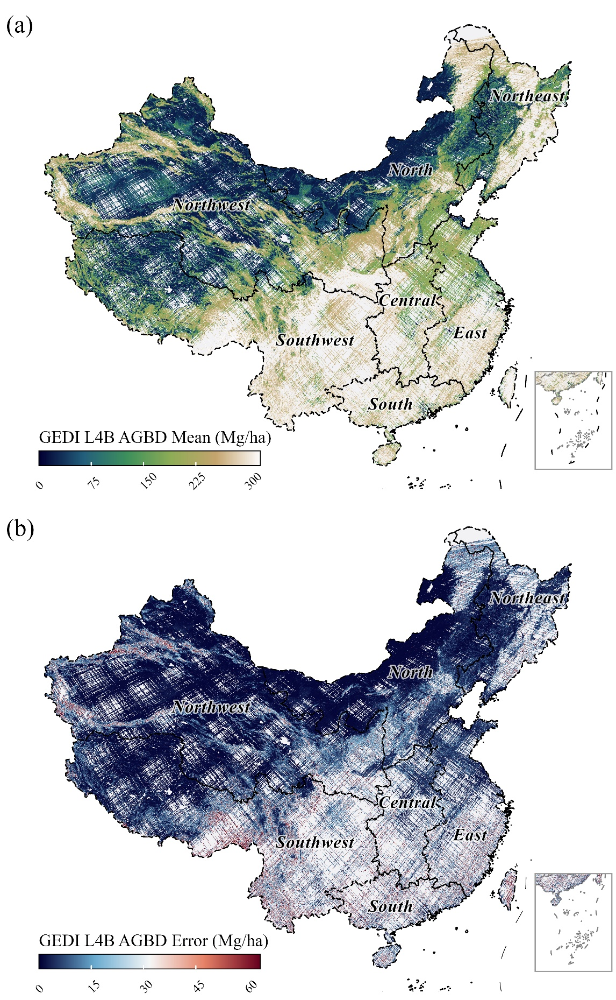 (a)
Northeast
North
Northwest
Central
East
Southwest
South
GEDI L4B AGBD Mean (Mg/ha)
0 75 150 225 300
(b)
Northeast
North
Northwest
Central
East
Southwest
South
GEDI L4B AGBD Error (Mg/ha)
0 15 30 45 60